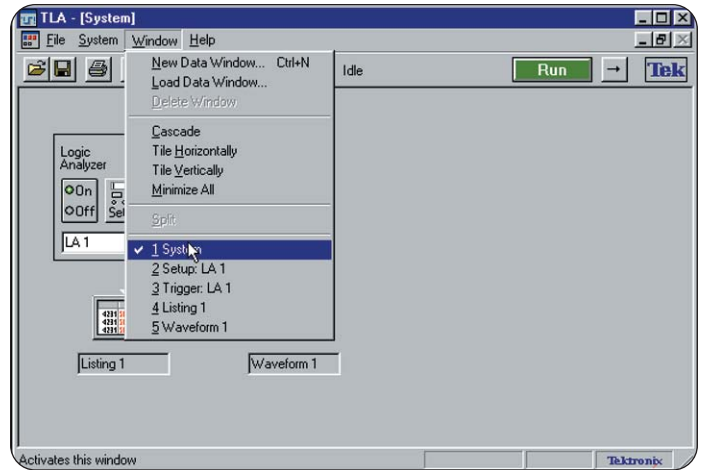 TLA - [System]
File System Window Help
New Data Window... Ctrl+N
Load Data Window...
Delete Window
Idle
Run
Tek
Cascade
Tile Horizontally
Tile Vertically
Minimize All
Split
1 System
2 Setup: LA 1
3 Trigger: LA 1
4 Listing 1
5 Waveform 1
Logic
Analyzer
On
Off
LA 1
Listing 1
Waveform 1
Activates this window
Tektronix